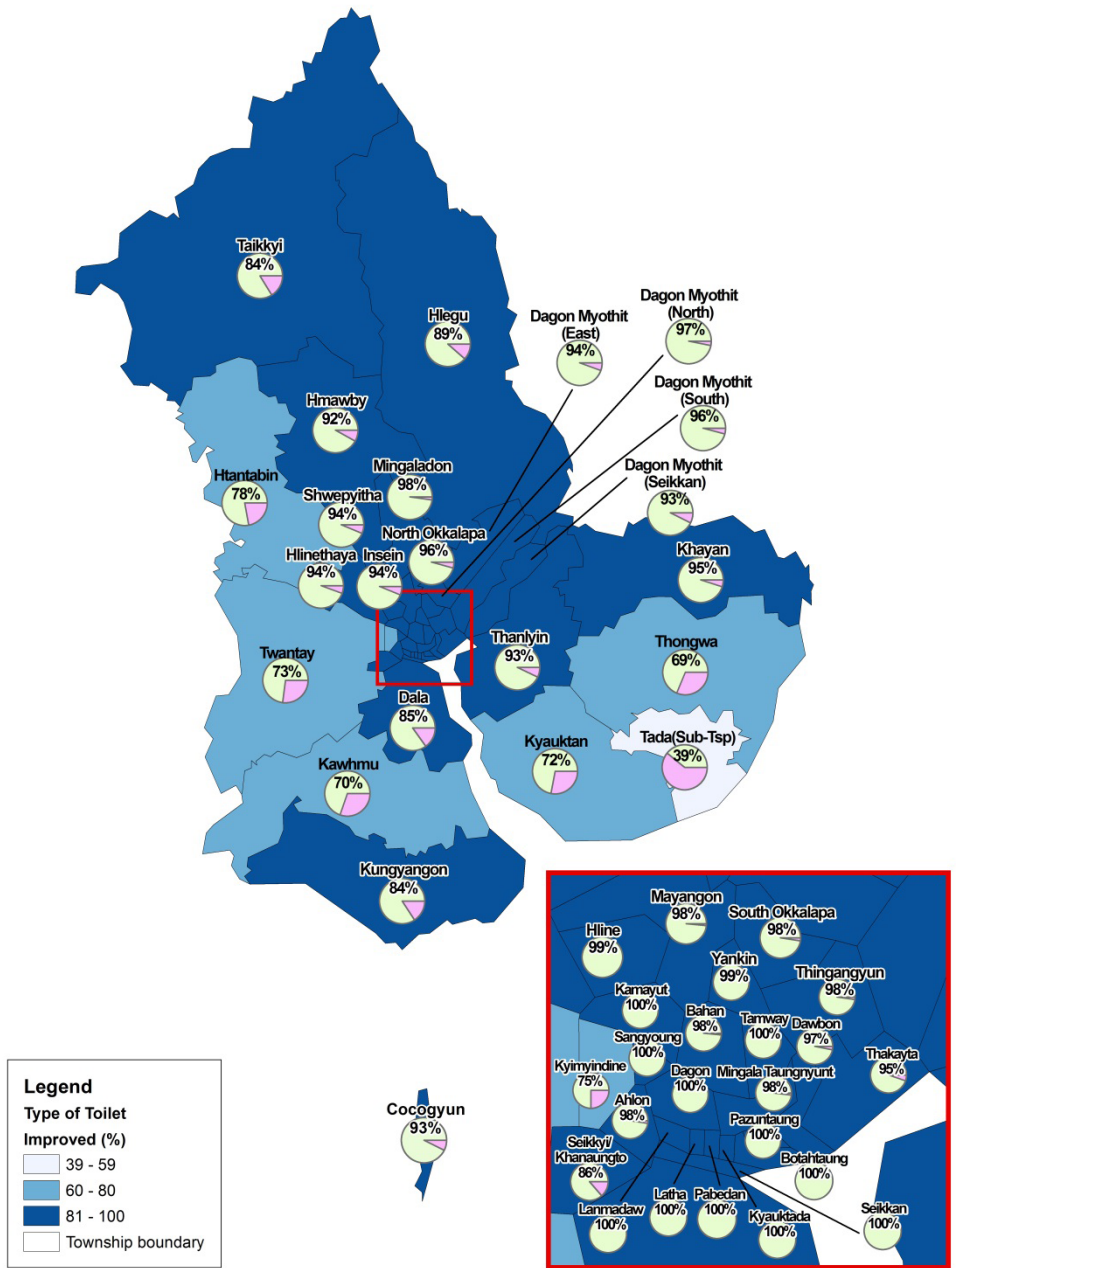 Taikkyi
84%
Hlegu
89%
Dagon Myothit
(East)
94%
Dagon Myothit
(North)
97%
Dagon Myothit
(South)
96%
Dagon Myothit
(Seikkan)
93%
Hmawby
92%
Mingaladon
98%
Htantabin
78%
Shwepyitha
94%
North Okkalapa
96%
Hlinethaya
94%
Insein
94%
Khayan
95%
Thanlyin
93%
Thongwa
69%
Twantay
73%
Dala
85%
Kyauktan
72%
Tada(Sub-Tsp)
39%
Kawhmu
70%
Kungyangon
84%
Cocogyun
93%
Mayangon
98%
South Okkalapa
98%
Hline
99%
Yankin
99%
Thingangyun
98%
Kamayut
100%
Bahan
98%
Tamway
100%
Dawbon
97%
Sangyoung
100%
Thakayta
95%
Kyimyindine
75%
Dagon
100%
Mingala Taungnyunt
98%
Ahlon
98%
Pazuntaung
100%
Seikkyi/
Khanaungto
86%
Botahtaung
100%
Lanmadaw
100%
Latha
100%
Pabedan
100%
Kyauktada
100%
Seikkan
100%
Legend
Type of Toilet
Improved (%)
39 - 59
60 - 80
81 - 100
Township boundary